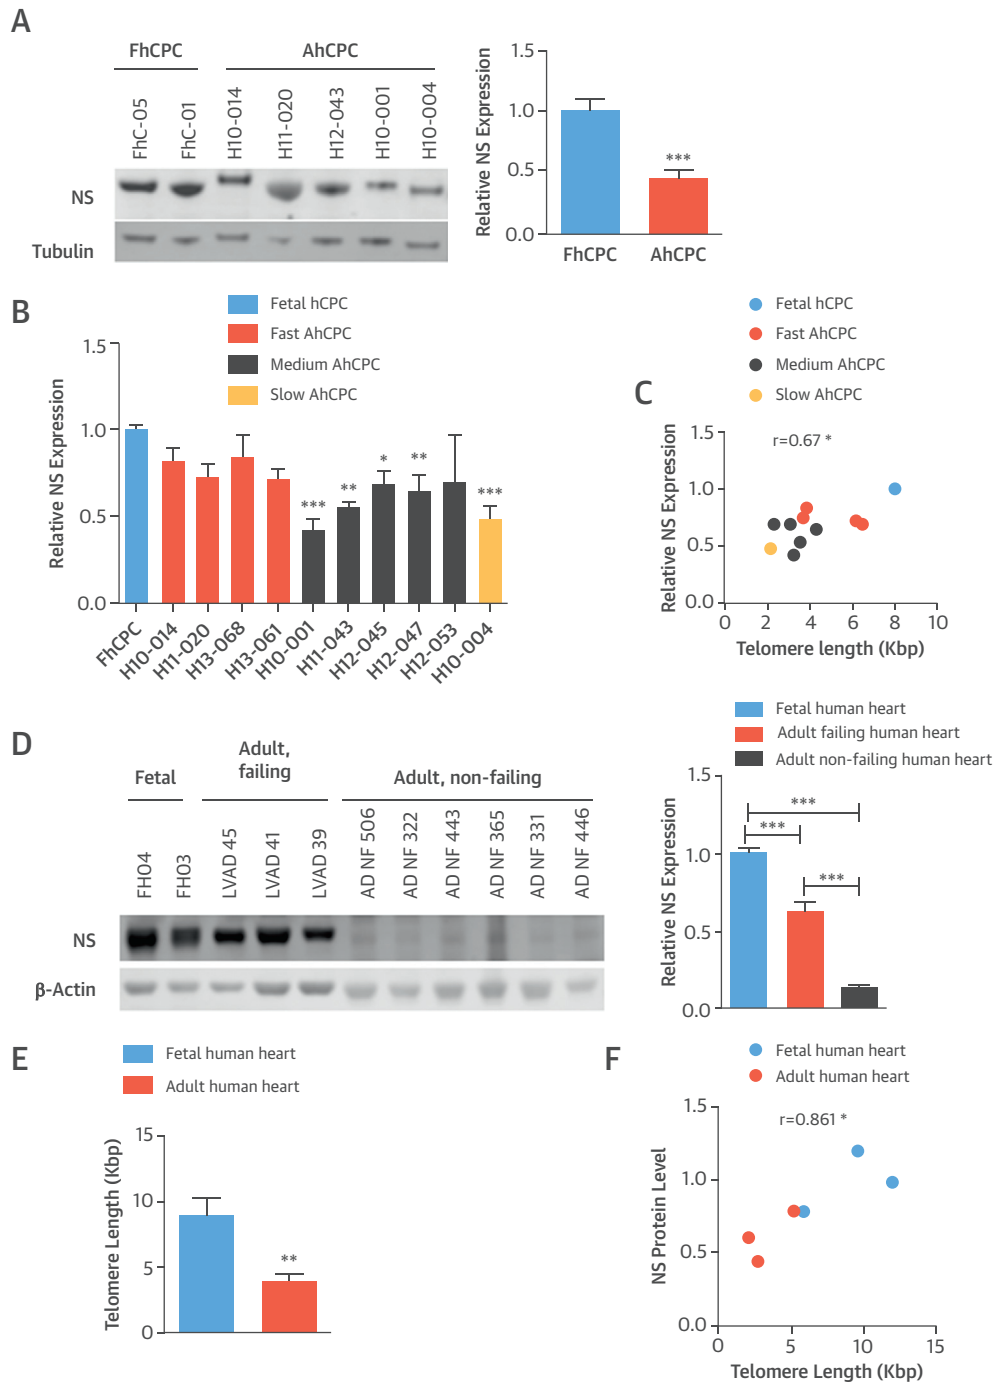 A
FhCPC
AhCPC
FhC-05
FhC-01
H10-014
H11-020
H12-043
H10-001
H10-004
NS
Tubulin
Relative NS Expression
1.5
1.0
0.5
0.0
***
FhCPC
AhCPC
B
Fetal hCPC
Fast AhCPC
Medium AhCPC
Slow AhCPC
Relative NS Expression
1.5
1.0
0.5
0.0
***
**
*
**
***
FhCPC
H10-014
H11-020
H13-068
H13-061
H10-001
H11-043
H12-045
H12-047
H12-053
H10-004
Fetal hCPC
Fast AhCPC
Medium AhCPC
Slow AhCPC
C
r=0.67 *
Relative NS Expression
1.5
1.0
0.5
0.0
0 2 4 6 8 10
Telomere length (Kbp)
D
Fetal
Adult,
failing
Adult, non-failing
FH04
FH03
LVAD 45
LVAD 41
LVAD 39
AD NF 506
AD NF 322
AD NF 443
AD NF 365
AD NF 331
AD NF 446
NS
β-Actin
Fetal human heart
Adult failing human heart
Adult non-failing human heart
Relative NS Expression
1.5
1.0
0.5
0.0
***
***
***
E
Fetal human heart
Adult human heart
Telomere Length (Kbp)
15
10
5
0
**
F
Fetal human heart
Adult human heart
r=0.861 *
NS Protein Level
1.5
1.0
0.5
0.0
0 5 10 15
Telomere Length (Kbp)